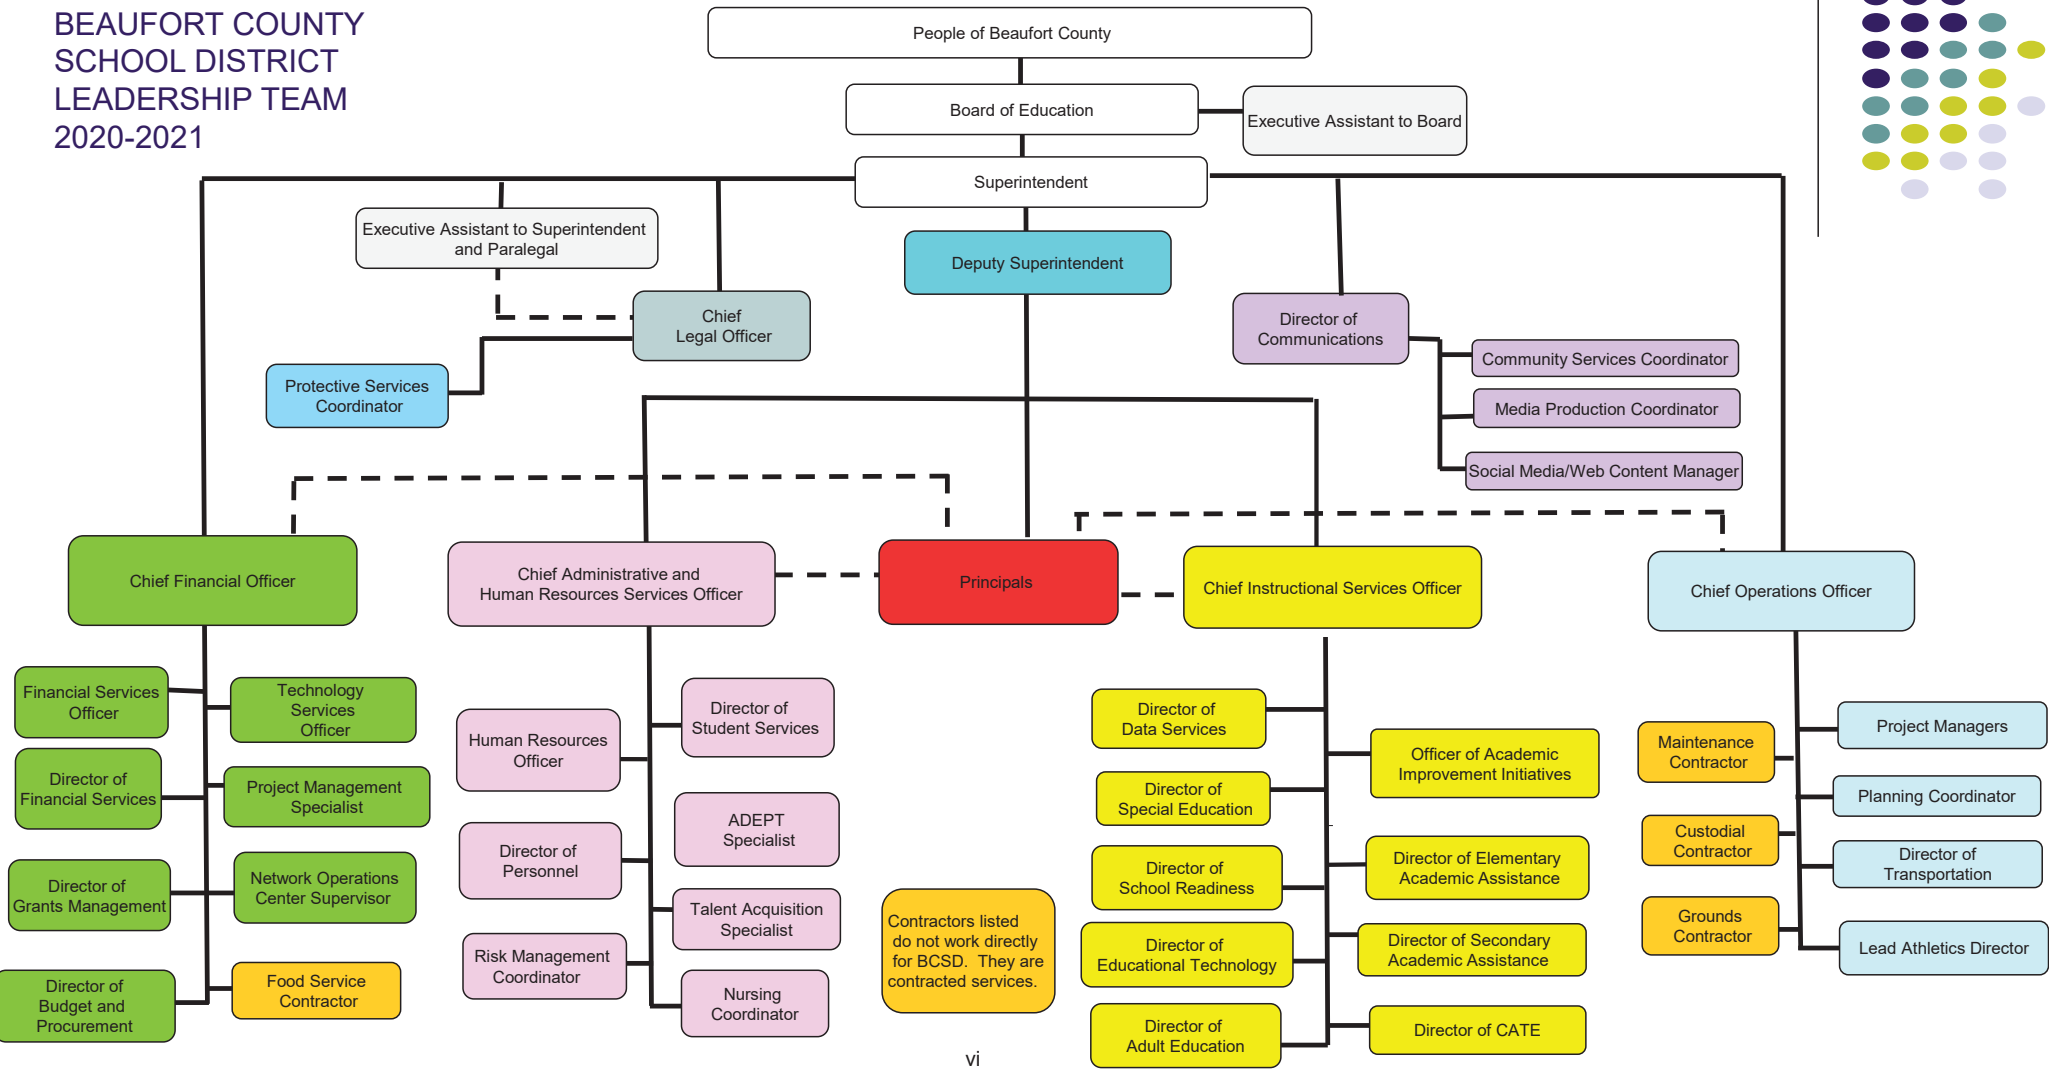 BEAUFORT COUNTY
SCHOOL DISTRICT
LEADERSHIP TEAM
2020-2021
People of Beaufort County
Board of Education
Executive Assistant to Board
Superintendent
Executive Assistant to Superintendent
and Paralegal
Deputy Superintendent
Chief
Legal Officer
Director of
Communications
Protective Services
Coordinator
Community Services Coordinator
Media Production Coordinator
Social Media/Web Content Manager
Chief Financial Officer
Chief Administrative and
Human Resources Services Officer
Principals
Chief Instructional Services Officer
Chief Operations Officer
Financial Services
Officer
Technology
Services
Officer
Director of
Financial Services
Project Management
Specialist
Director of
Grants Management
Network Operations
Center Supervisor
Director of
Budget and
Procurement
Food Service
Contractor
Human Resources
Officer
Director of
Student Services
Director of
Personnel
ADEPT
Specialist
Talent Acquisition
Specialist
Risk Management
Coordinator
Nursing
Coordinator
Contractors listed
do not work directly
for BCSD. They are
contracted services.
Director of
Data Services
Officer of Academic
Improvement Initiatives
Director of
Special Education
Director of
School Readiness
Director of Elementary
Academic Assistance
Director of
Educational Technology
Director of Secondary
Academic Assistance
Director of
Adult Education
Director of CATE
Maintenance
Contractor
Project Managers
Planning Coordinator
Custodial
Contractor
Director of
Transportation
Grounds
Contractor
Lead Athletics Director
vi